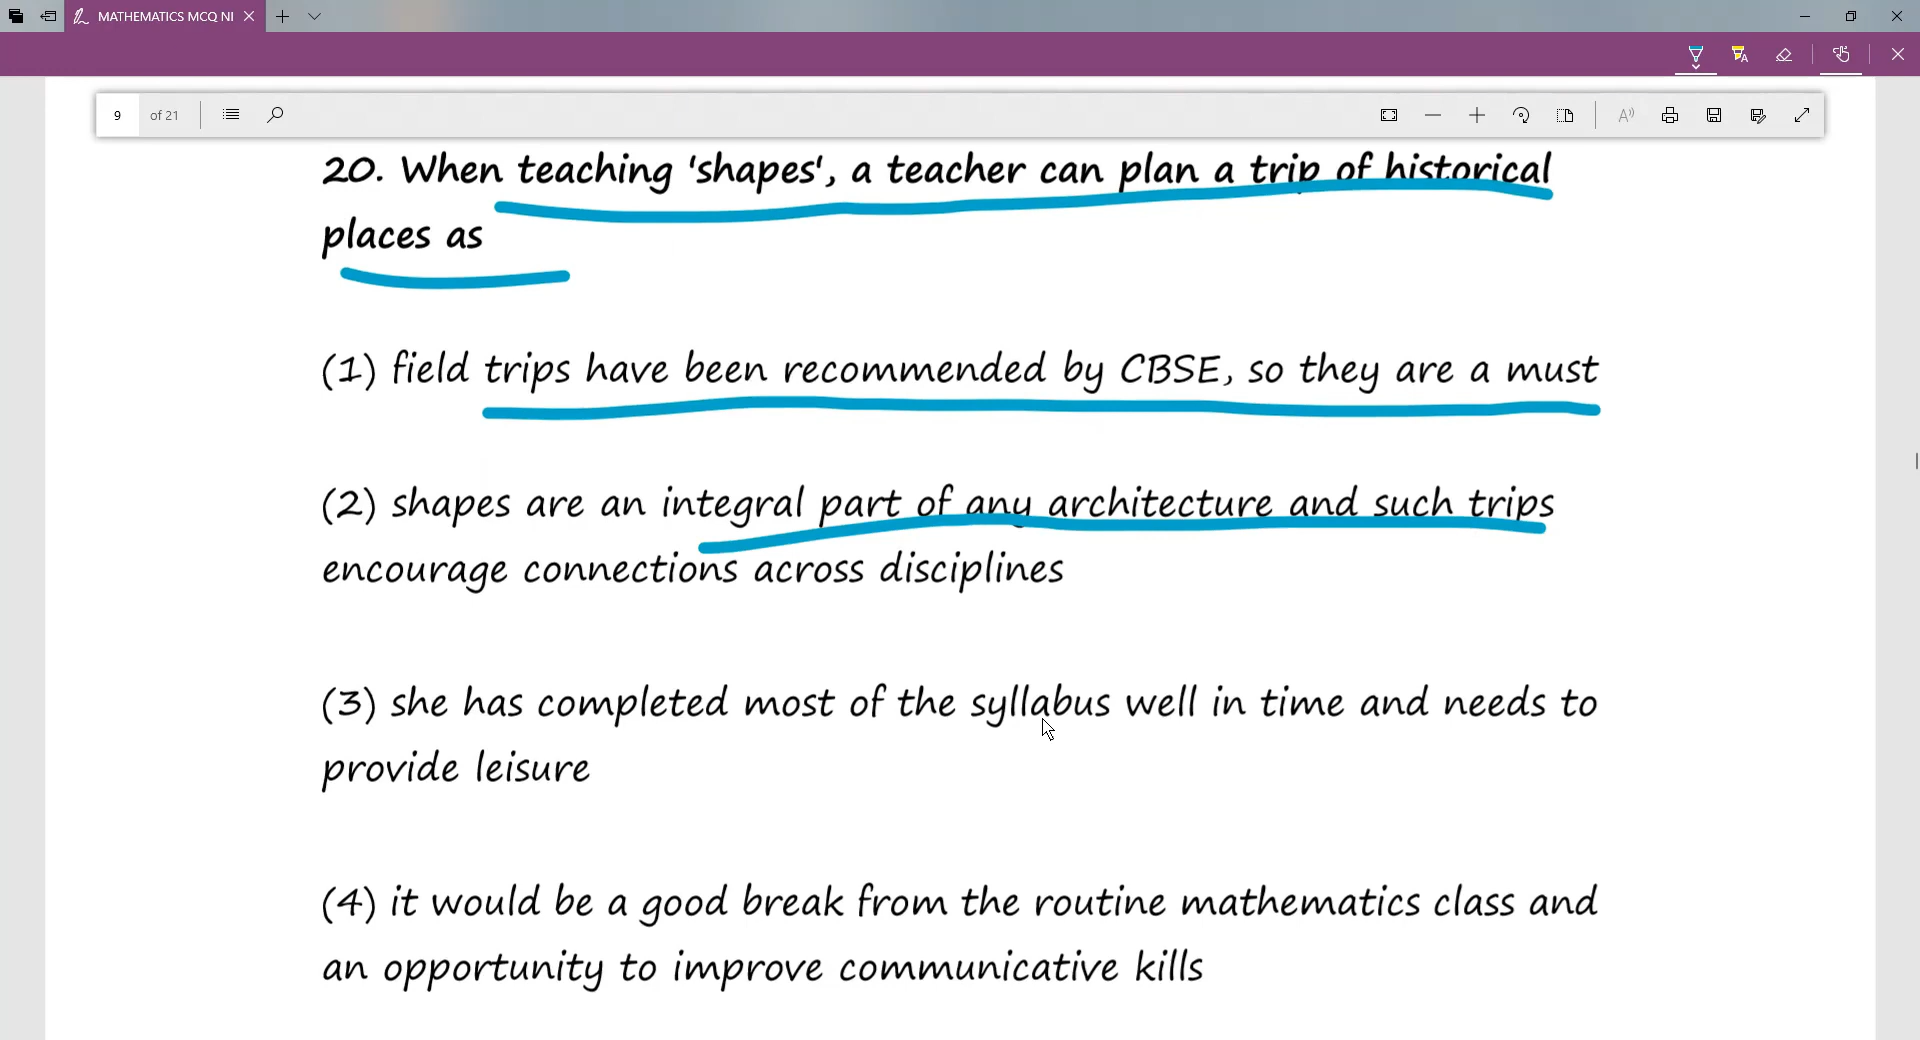 MATHEMATICS MCQ NI
9 of 21
20. When teaching 'shapes', a teacher can plan a trip of historical
places as
(1) field trips have been recommended by CBSE, so they are a must
(2) shapes are an integral part of any architecture and such trips
encourage connections across disciplines
(3) she has completed most of the syllabus well in time and needs to
provide leisure
(4) it would be a good break from the routine mathematics class and
an opportunity to improve communicative kills